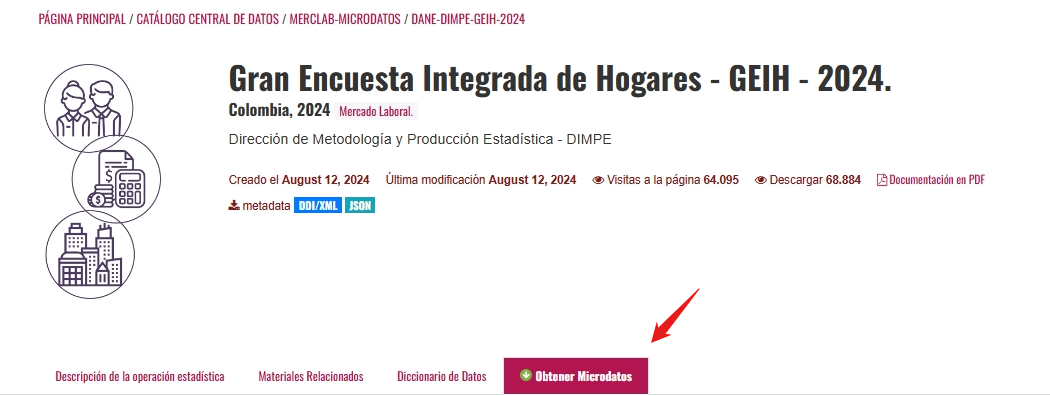 PÁGINA PRINCIPAL / CATÁLOGO CENTRAL DE DATOS / MERCLAB-MICRODATOS / DANE-DIMPE-GEIH-2024
Gran Encuesta Integrada de Hogares - GEIH - 2024.
Colombia, 2024 Mercado Laboral.
Dirección de Metodología y Producción Estadística - DIMPE
Creado el August 12, 2024 Última modificación August 12, 2024 Visitas a la página 64.095 Descargar 68.884 Documentación en PDF
metadata DDI/XML JSON
Descripción de la operación estadística Materiales Relacionados Diccionario de Datos Obtener Microdatos